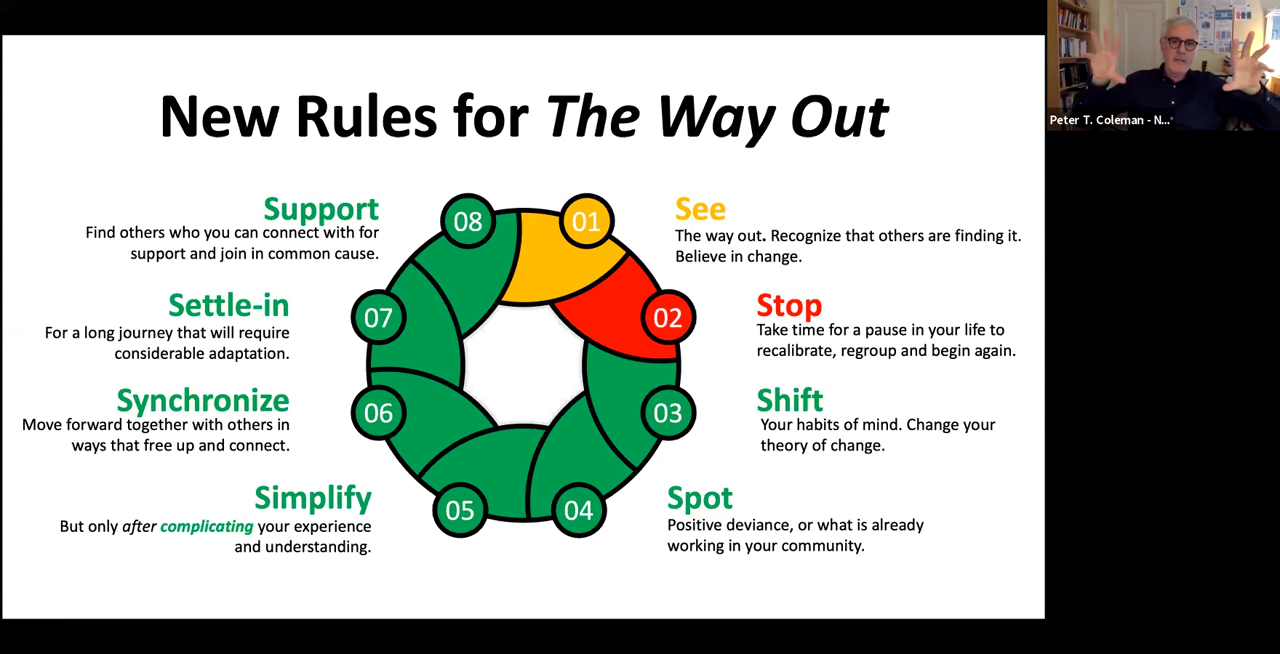 New Rules for The Way Out
01
See
The way out. Recognize that others are finding it.
Believe in change.
02
Stop
Take time for a pause in your life to
recalibrate, regroup and begin again.
03
Shift
Your habits of mind. Change your
theory of change.
04
Spot
Positive deviance, or what is already
working in your community.
05
Simplify
But only after complicating your experience
and understanding.
06
Synchronize
Move forward together with others in
ways that free up and connect.
07
Settle-in
For a long journey that will require
considerable adaptation.
08
Support
Find others who you can connect with for
support and join in common cause.
Peter T. Coleman - N...